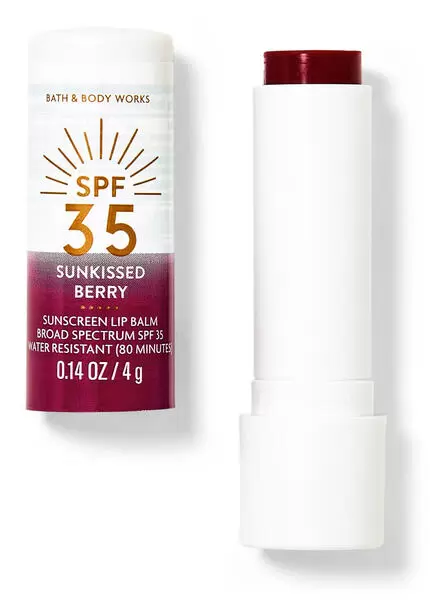 BATH & BODY WORKS
SPF
35
SUNKISSED
BERRY
SUNSCREEN LIP BALM
BROAD SPECTRUM SPF 35
WATER RESISTANT (80 MINUTES)
0.14 OZ / 4 g